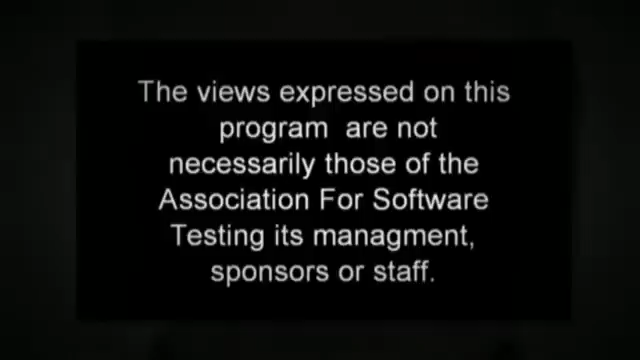 The views expressed on this
program  are not
necessarily those of the
Association For Software
Testing its managment,
sponsors or staff.